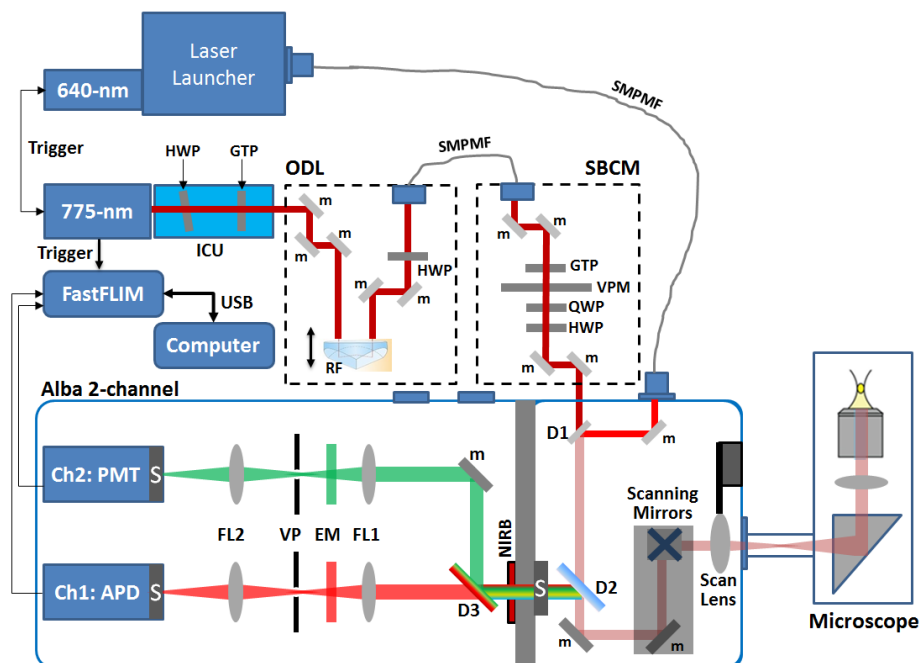 Laser
Launcher
640-nm
SMPMF
Trigger
HWP
GTP
ODL
SMPMF
SBCM
775-nm
m
m
m
ICU
Trigger
HWP
m
m
RF
m
m
GTP
VPM
QWP
HWP
m
m
FastFLIM
USB
Computer
Alba 2-channel
D1
m
Ch2: PMT
S
m
Scanning
Mirrors
FL2
VP
EM
FL1
NIRB
Ch1: APD
S
S
D2
D3
Scan
Lens
m
m
Microscope